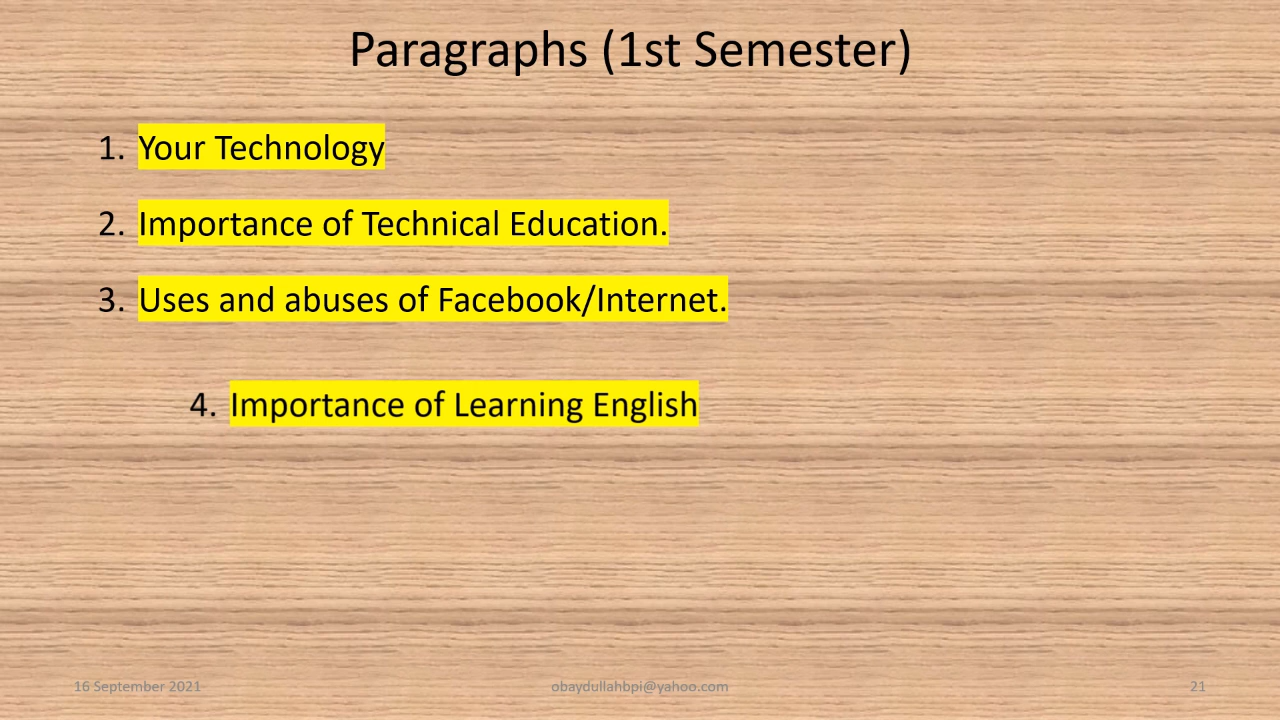 Paragraphs (1st Semester)
1. Your Technology
2. Importance of Technical Education.
3. Uses and abuses of Facebook/Internet.
4. Importance of Learning English
16 September 2021
obaydullahbpi@yahoo.com
21